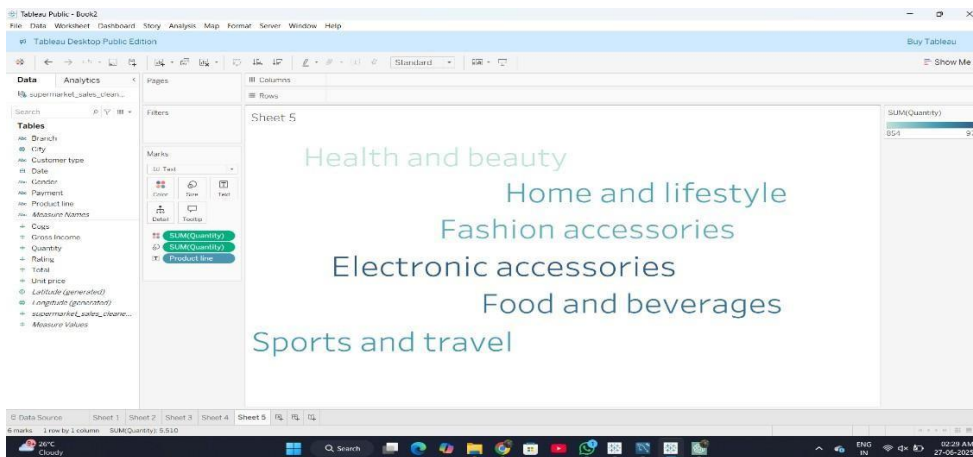 Tableau Public - Book2
File Data Worksheet Dashboard Story Analysis Map Format Server Window Help
Tableau Desktop Public Edition
Buy Tableau
Standard
Show Me
Data Analytics
Pages
Columns
supermarket_sales_clean...
Rows
Search
Filters
Sheet 5
SUM(Quantity)
854
Tables
Branch
City
Customer type
Date
Gender
Payment
Product line
Measure Names
Cogs
Gross Income
Quantity
Rating
Total
Unit price
Latitude (generated)
Longitude (generated)
supermarket_sales_cleane...
Measure Values
Marks
Text
Color Size Text
Detail Tooltip
SUM(Quantity)
SUM(Quantity)
Product line
Health and beauty
Home and lifestyle
Fashion accessories
Electronic accessories
Food and beverages
Sports and travel
Data Source Sheet 1 Sheet 2 Sheet 3 Sheet 4 Sheet 5
6 marks 1 row by 1 column SUM(Quantity): 5,510
26°C
Cloudy
Search
ENG
IN
02:29 AM
27-06-2025